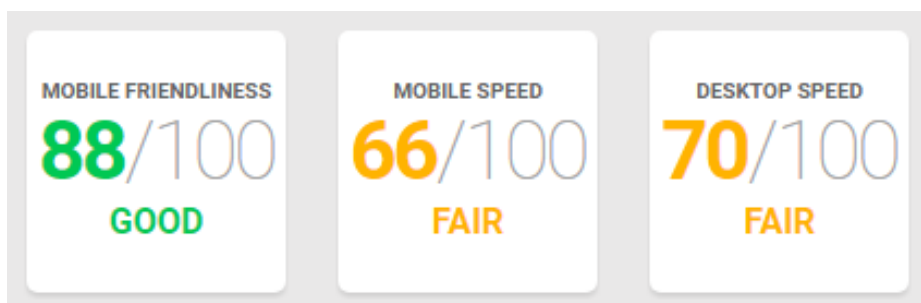 MOBILE FRIENDLINESS
88/100
GOOD
MOBILE SPEED
66/100
FAIR
DESKTOP SPEED
70/100
FAIR